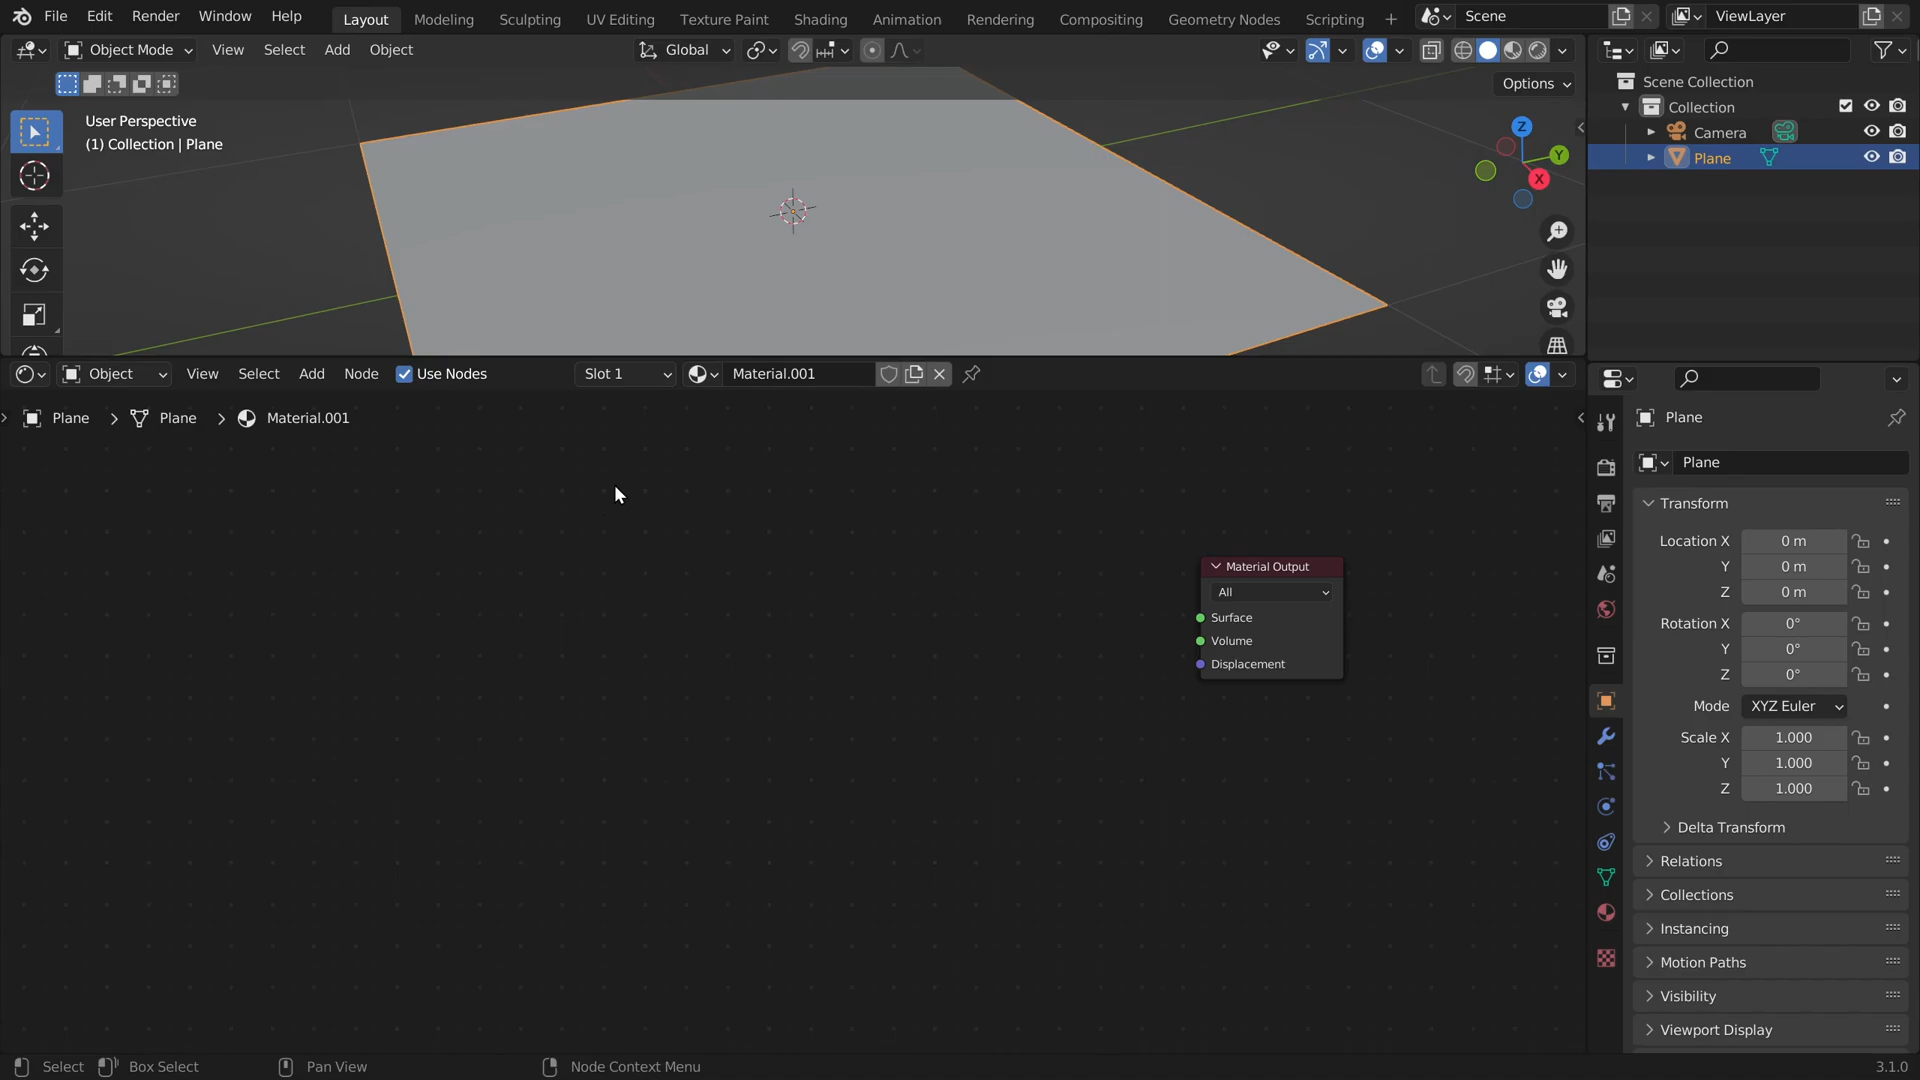 File Edit Render Window Help Layout Modeling Sculpting UV Editing Texture Paint Shading Animation Rendering Compositing Geometry Nodes Scripting + Scene ViewLayer
Object Mode View Select Add Object Global
Options
User Perspective
(1) Collection | Plane
Z
Y
X
Scene Collection
Collection
Camera
Plane
Object View Select Add Node Use Nodes Slot 1 Material.001
Plane > Plane > Material.001
Material Output
All
Surface
Volume
Displacement
Plane
Plane
Transform
Location X 0 m
Y 0 m
Z 0 m
Rotation X 0°
Y 0°
Z 0°
Mode XYZ Euler
Scale X 1.000
Y 1.000
Z 1.000
Delta Transform
Relations
Collections
Instancing
Motion Paths
Visibility
Viewport Display
Select Box Select Pan View Node Context Menu 3.1.0